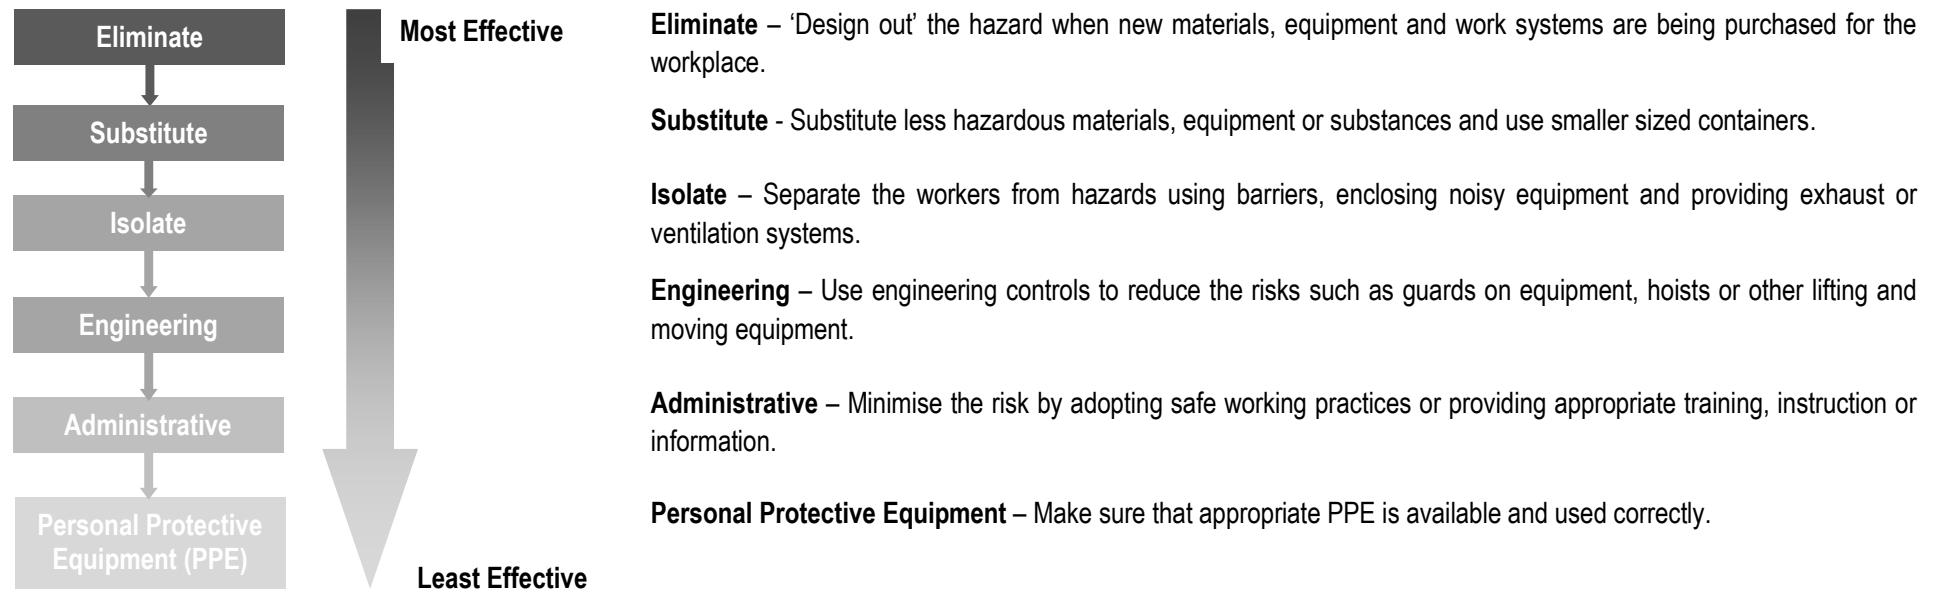 Eliminate
Substitute
Isolate
Engineering
Administrative
Personal Protective
Equipment (PPE)
Most Effective
Least Effective
Eliminate – ‘Design out’ the hazard when new materials, equipment and work systems are being purchased for the
workplace.
Substitute - Substitute less hazardous materials, equipment or substances and use smaller sized containers.
Isolate – Separate the workers from hazards using barriers, enclosing noisy equipment and providing exhaust or
ventilation systems.
Engineering – Use engineering controls to reduce the risks such as guards on equipment, hoists or other lifting and
moving equipment.
Administrative – Minimise the risk by adopting safe working practices or providing appropriate training, instruction or
information.
Personal Protective Equipment – Make sure that appropriate PPE is available and used correctly.